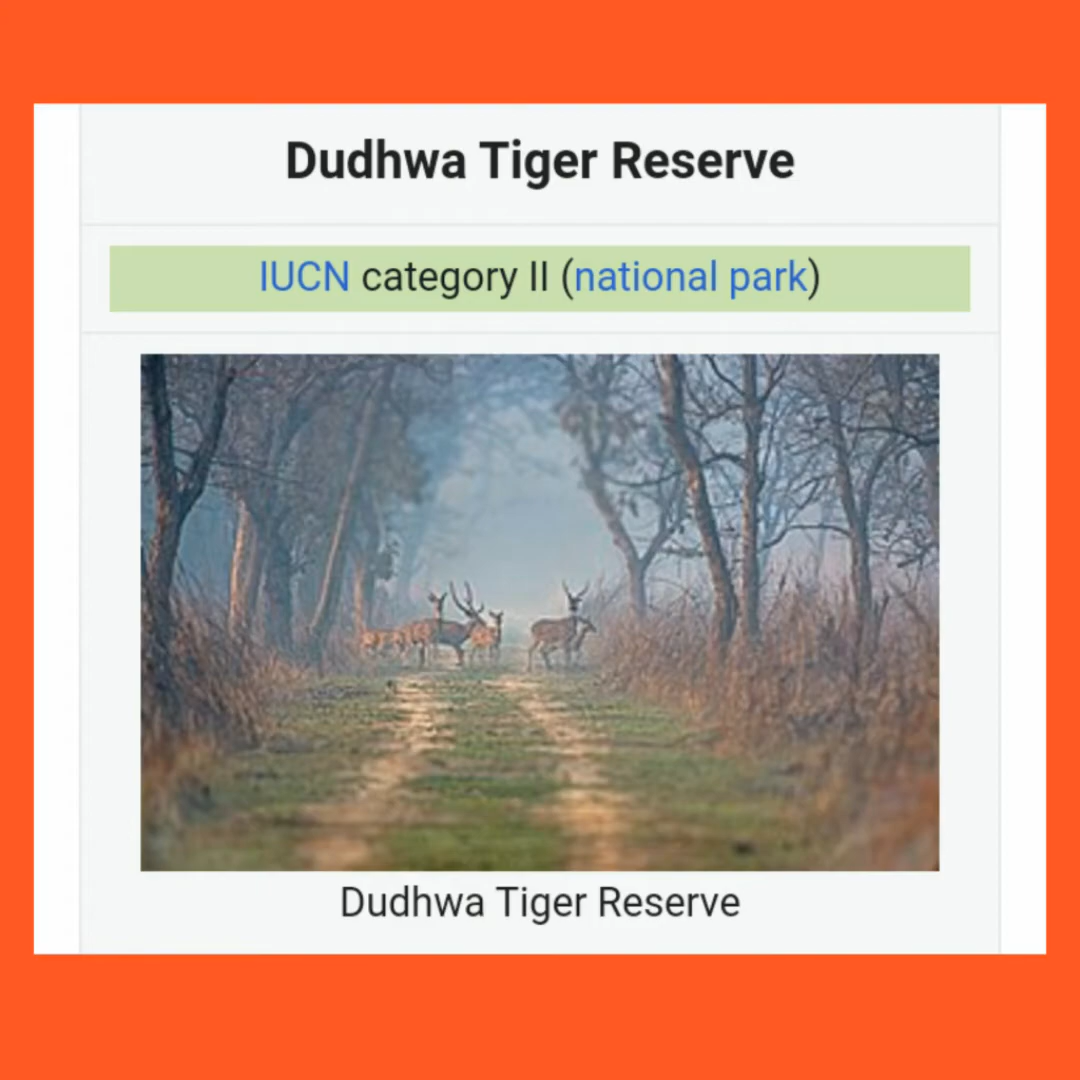 Dudhwa Tiger Reserve
IUCN category II (national park)
Dudhwa Tiger Reserve